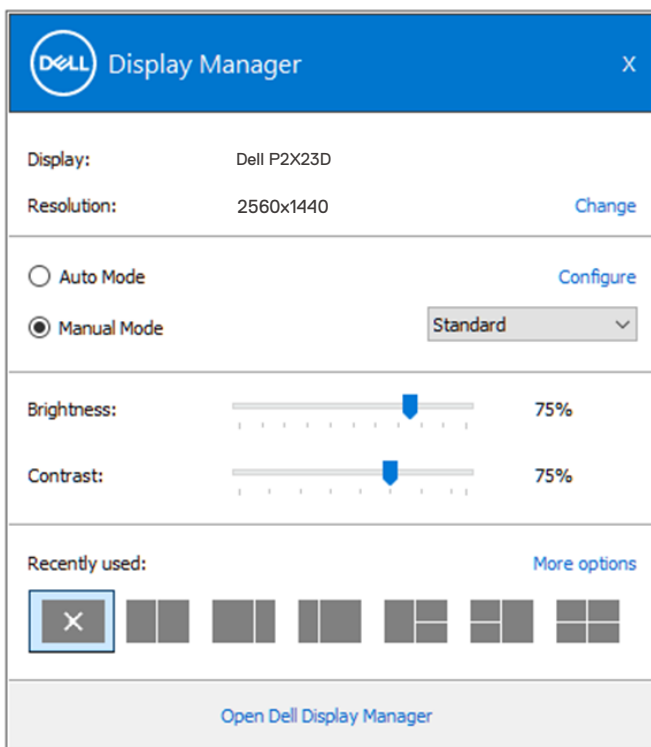 DELL Display Manager X
Display: Dell P2X23D
Resolution: 2560x1440 Change
Auto Mode Configure
Manual Mode Standard
Brightness: 75%
Contrast: 75%
Recently used: More options
Open Dell Display Manager